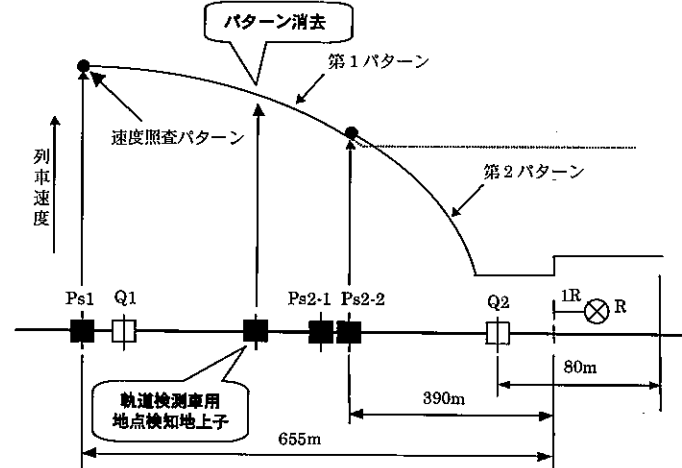 パターン消去
第1パターン
速度照査パターン
列車速度
第2パターン
Ps1
Q1
Ps2-1
Ps2-2
Q2
1R
R
80m
軌道検測車用
地点検知地上子
390m
655m